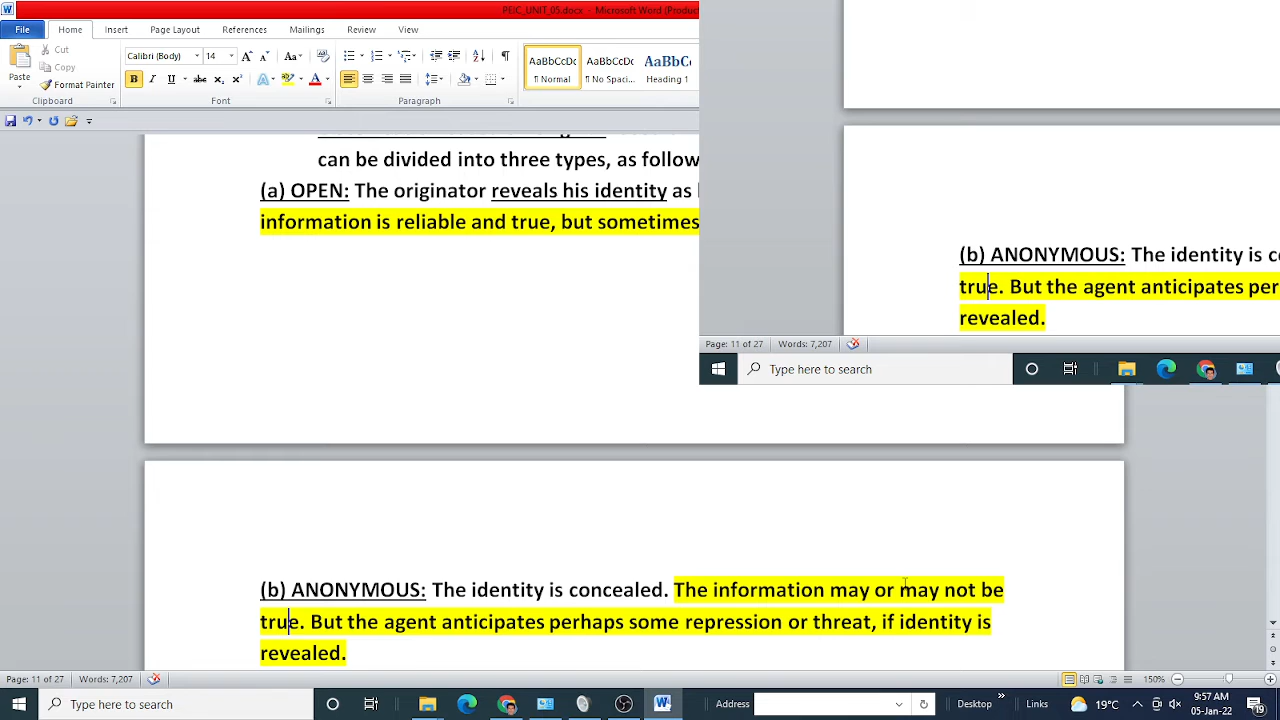 PEIC_UNIT_05.docx - Microsoft Word (Produc
File Home Insert Page Layout References Mailings Review View
Paste
Cut
Copy
Format Painter
Clipboard
Calibri (Body) 14
Font
Paragraph
AaBbCcDc AaBbCcDc AaBbCc
¶ Normal ¶ No Spaci... Heading 1
can be divided into three types, as follow
(a) OPEN: The originator reveals his identity as
information is reliable and true, but sometimes
(b) ANONYMOUS: The identity is c
true. But the agent anticipates per
revealed.
Page: 11 of 27 Words: 7,207
Type here to search
(b) ANONYMOUS: The identity is concealed. The information may or may not be
true. But the agent anticipates perhaps some repression or threat, if identity is
revealed.
Page: 11 of 27 Words: 7,207 150%
Type here to search Address Desktop Links 19°C ENG 9:57 AM
05-Jan-22